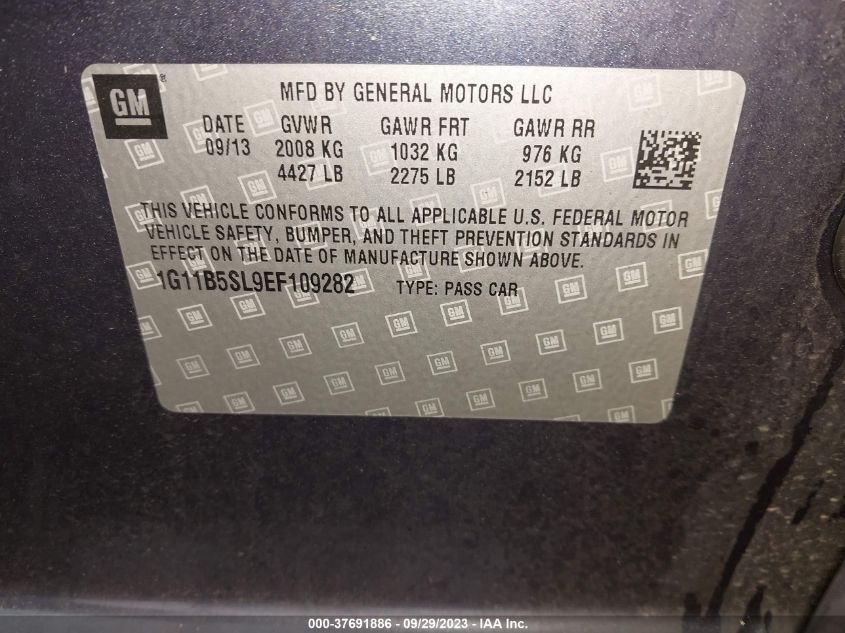 GM
MFD BY GENERAL MOTORS LLC
DATE GVWR GAWR FRT GAWR RR
09/13 2008 KG 1032 KG 976 KG
4427 LB 2275 LB 2152 LB
THIS VEHICLE CONFORMS TO ALL APPLICABLE U.S. FEDERAL MOTOR
VEHICLE SAFETY, BUMPER, AND THEFT PREVENTION STANDARDS IN
EFFECT ON THE DATE OF MANUFACTURE SHOWN ABOVE.
1G11B5SL9EF109282 TYPE: PASS CAR
000-37691886 - 09/29/2023 - IAA Inc.